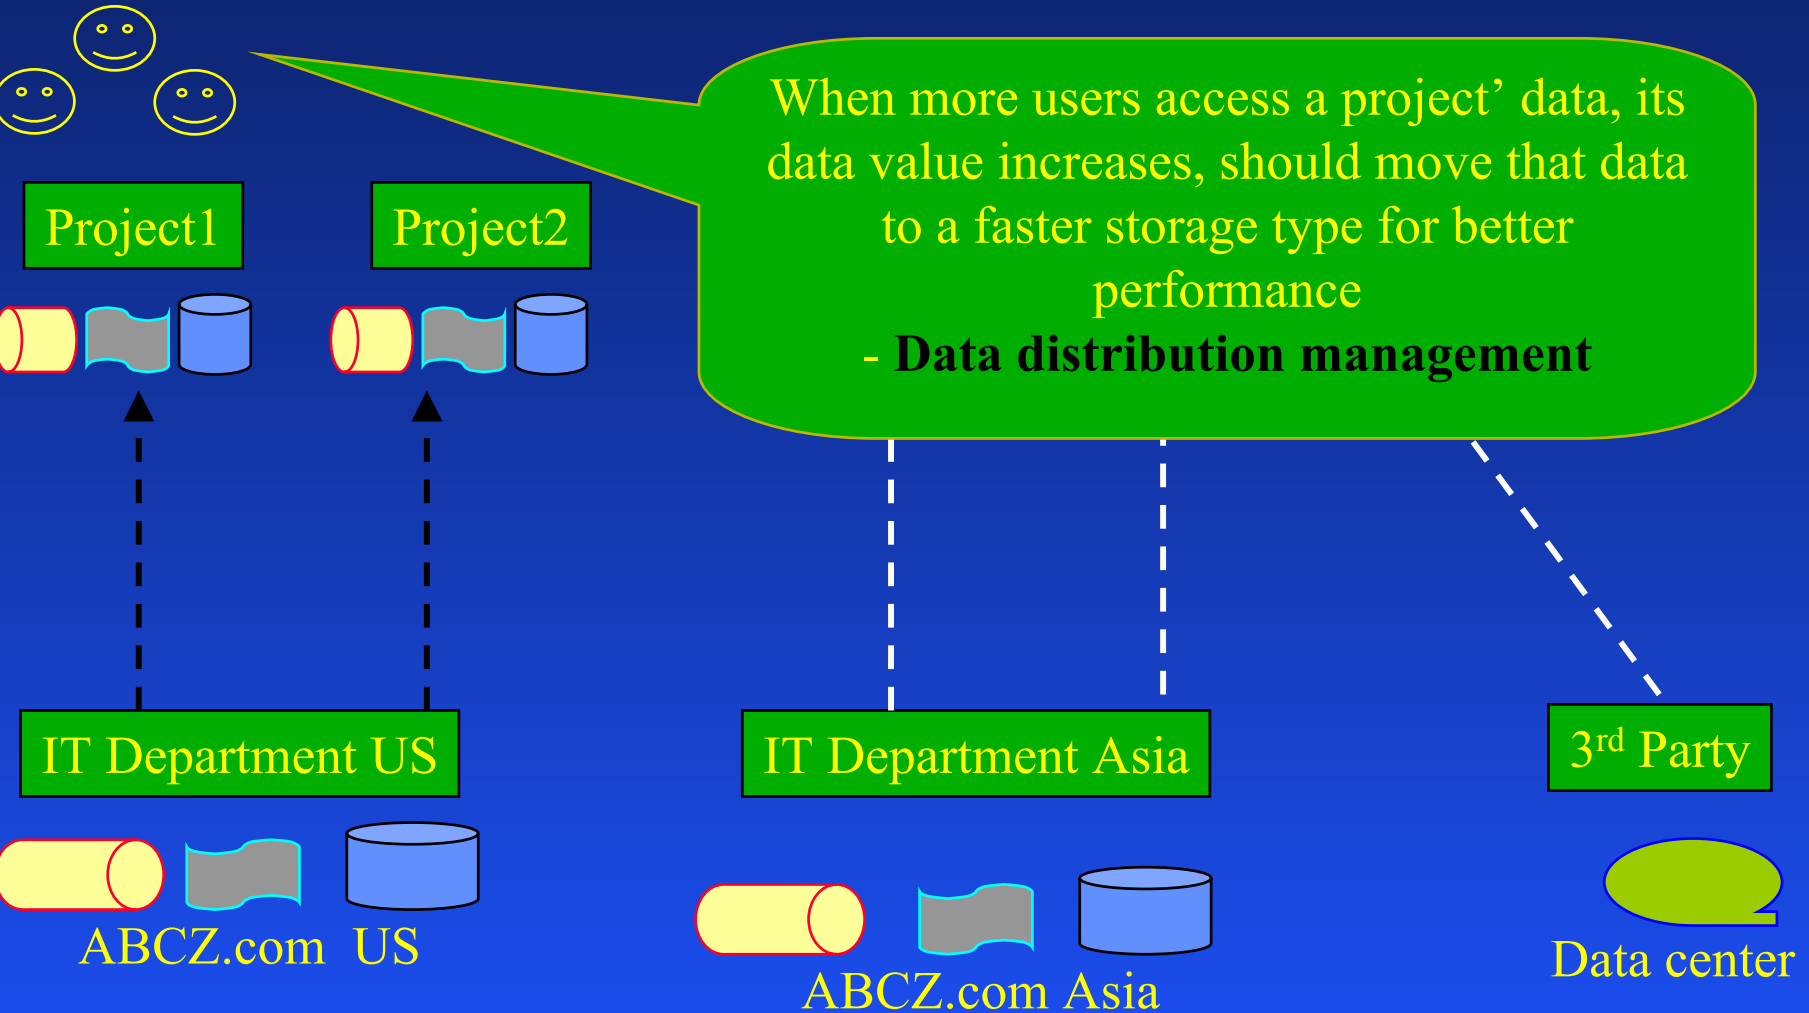 When more users access a project’ data, its
data value increases, should move that data
to a faster storage type for better
performance
- Data distribution management
Project1
Project2
IT Department US
IT Department Asia
3rd Party
ABCZ.com US
ABCZ.com Asia
Data center